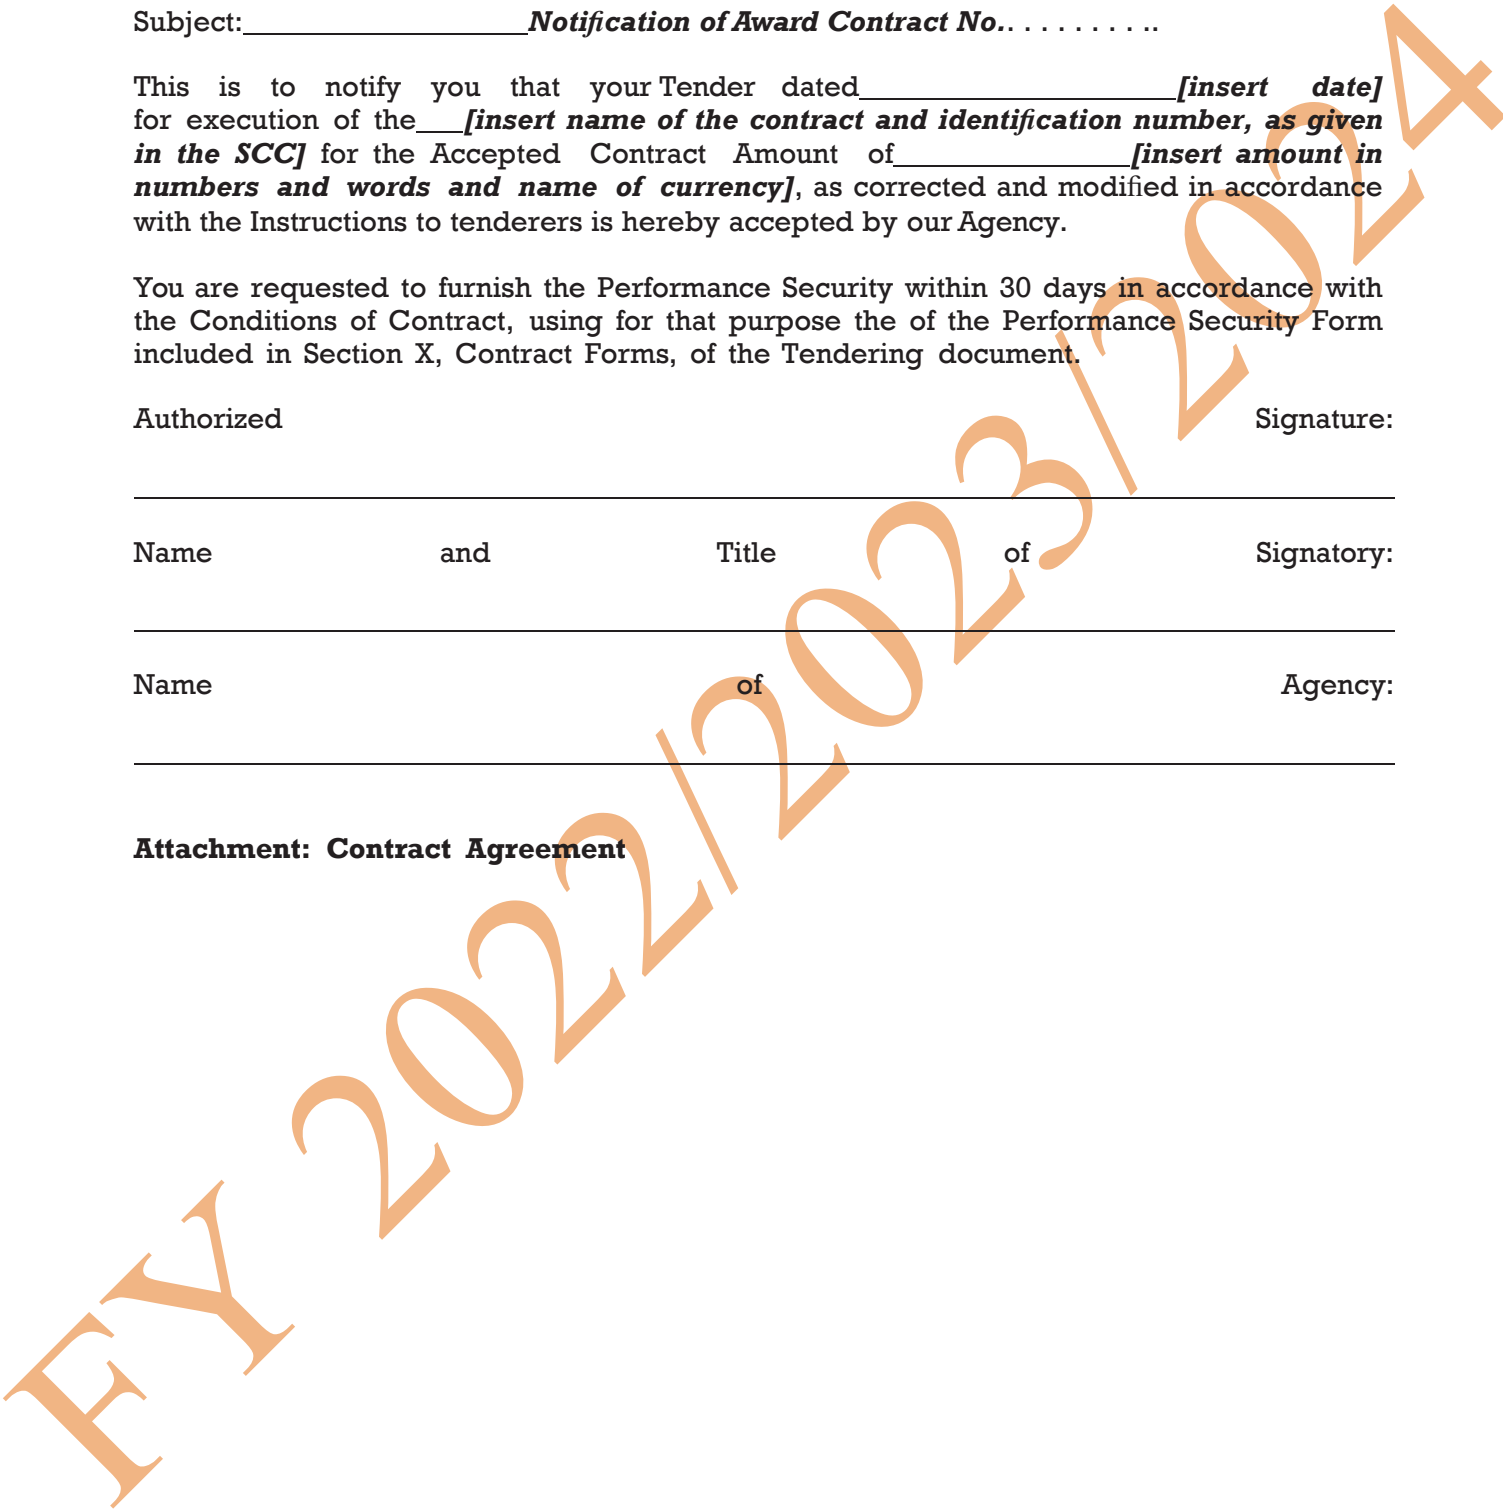 Subject:___________________Notification of Award Contract No.. . . . . . . . ..
This is to notify you that your Tender dated_____________________[insert date]
for execution of the___[insert name of the contract and identification number, as given
in the SCC] for the Accepted Contract Amount of________________[insert amount in
numbers and words and name of currency], as corrected and modified in accordance
with the Instructions to tenderers is hereby accepted by our Agency.
You are requested to furnish the Performance Security within 30 days in accordance with
the Conditions of Contract, using for that purpose the of the Performance Security Form
included in Section X, Contract Forms, of the Tendering document.
Authorized Signature:
Name and Title of Signatory:
Name of Agency:
Attachment: Contract Agreement
FY 2022/2023/2024